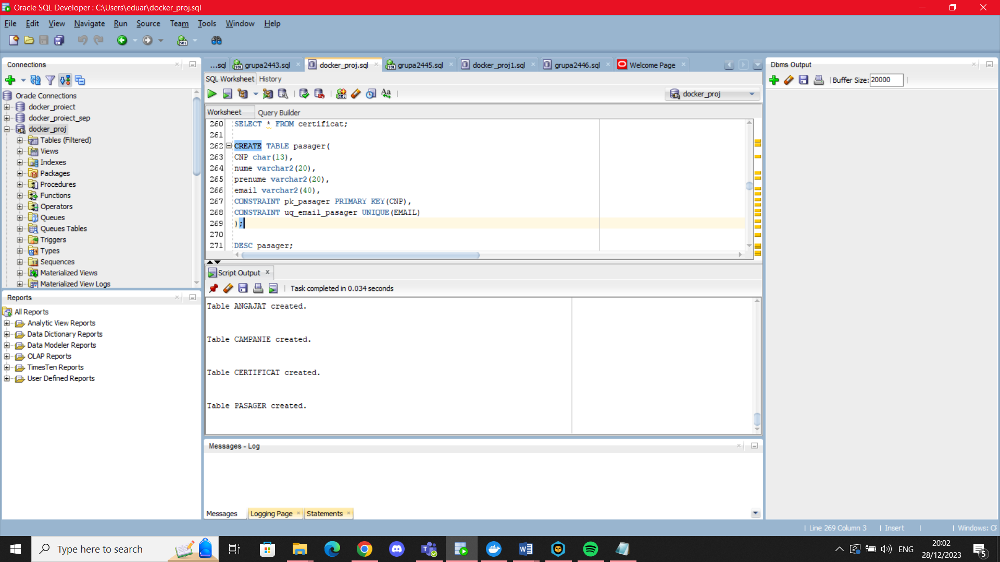 Oracle SQL Developer : C:\Users\eduar\docker_proj.sql
File Edit View Navigate Run Source Team Tools Window Help
Connections
Oracle Connections
docker_proiect
docker_proiect_sep
docker_proj
Tables (Filtered)
Views
Indexes
Packages
Procedures
Functions
Operators
Queues
Queues Tables
Triggers
Types
Sequences
Materialized Views
Materialized View Logs
Reports
All Reports
Analytic View Reports
Data Dictionary Reports
Data Modeler Reports
OLAP Reports
TimesTen Reports
User Defined Reports
...sql grupa2443.sql docker_proj.sql grupa2445.sql docker_proj1.sql grupa2446.sql Welcome Page
SQL Worksheet History
docker_proj
Worksheet Query Builder
260 SELECT * FROM certificat;
261
262 CREATE TABLE pasager(
263 CNP char(13),
264 nume varchar2(20),
265 prenume varchar2(20),
266 email varchar2(40),
267 CONSTRAINT pk_pasager PRIMARY KEY(CNP),
268 CONSTRAINT uq_email_pasager UNIQUE(EMAIL)
269 );
270
271 DESC pasager;
Script Output x
Task completed in 0.034 seconds
Table ANGAJAT created.
Table CAMPANIE created.
Table CERTIFICAT created.
Table PASAGER created.
Messages - Log
Messages Logging Page Statements
Dbms Output
Buffer Size: 20000
Line 269 Column 3 Insert Windows: CF
Type here to search
ENG
20:02
28/12/2023
5